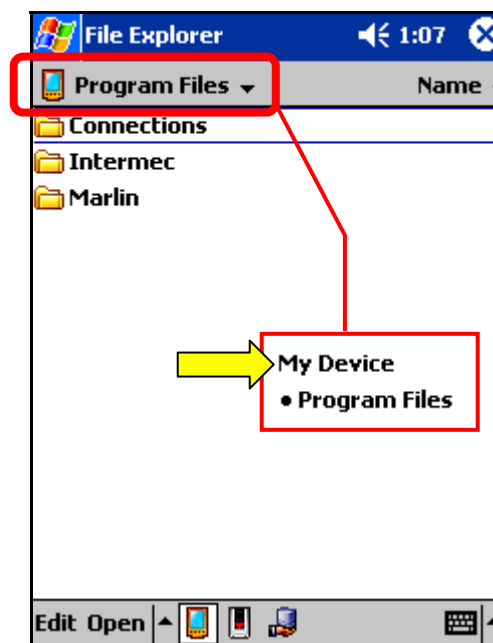 File Explorer 1:07
Program Files Name
Connections
Intermec
Marlin
My Device
• Program Files
Edit Open